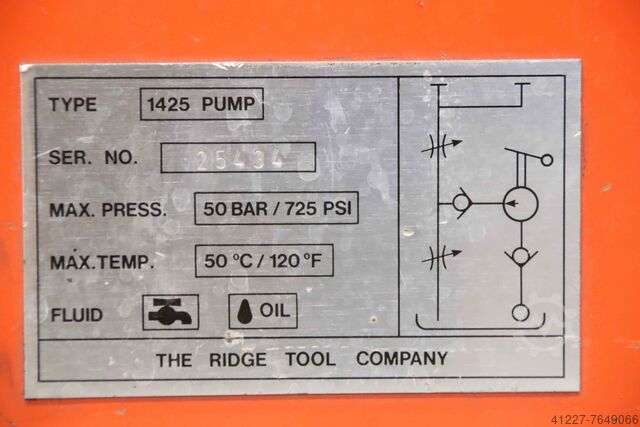 TYPE 1425 PUMP
SER. NO. 25434
MAX. PRESS. 50 BAR / 725 PSI
MAX. TEMP. 50 °C / 120 °F
FLUID OIL
THE RIDGE TOOL COMPANY
41227-7649066